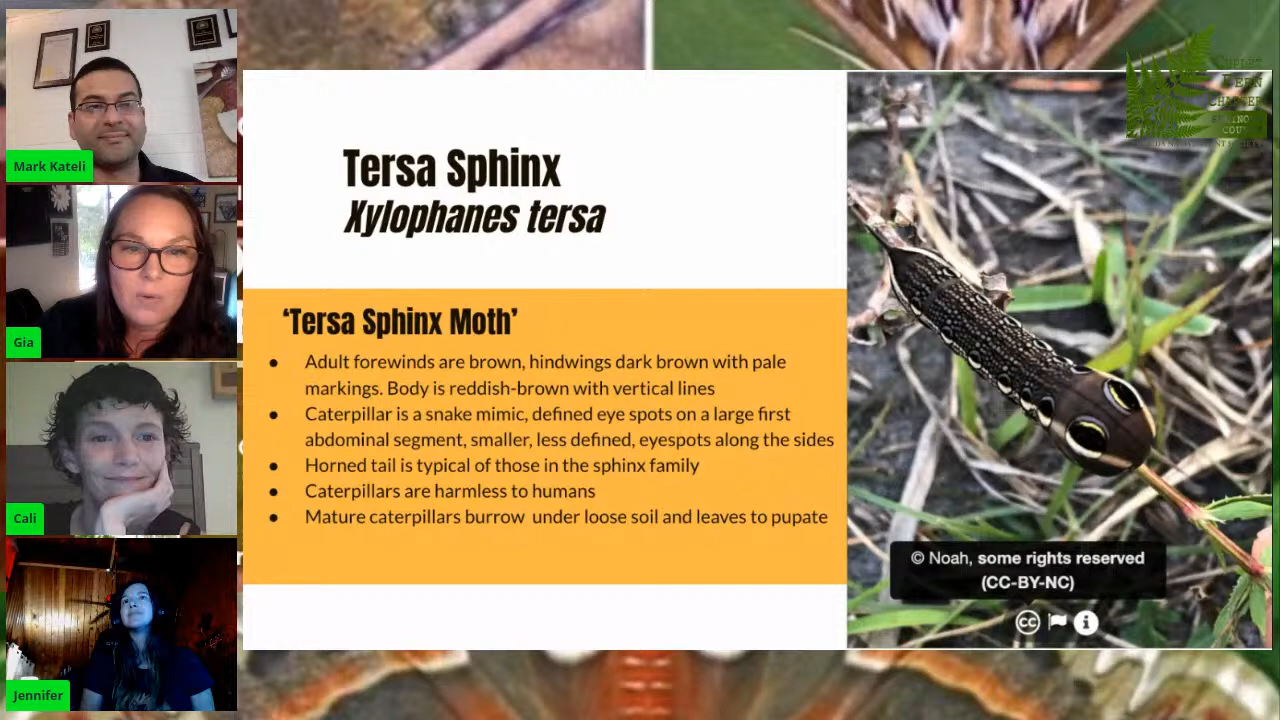 Mark Kateli
Gia
Cali
Jennifer
Tersa Sphinx
Xylophanes tersa
‘Tersa Sphinx Moth’
● Adult forewinds are brown, hindwings dark brown with pale
markings. Body is reddish-brown with vertical lines
● Caterpillar is a snake mimic, defined eye spots on a large first
abdominal segment, smaller, less defined, eyespots along the sides
● Horned tail is typical of those in the sphinx family
● Caterpillars are harmless to humans
● Mature caterpillars burrow under loose soil and leaves to pupate
FERN
CHAPTER
© Noah, some rights reserved
(CC-BY-NC)
cc
i